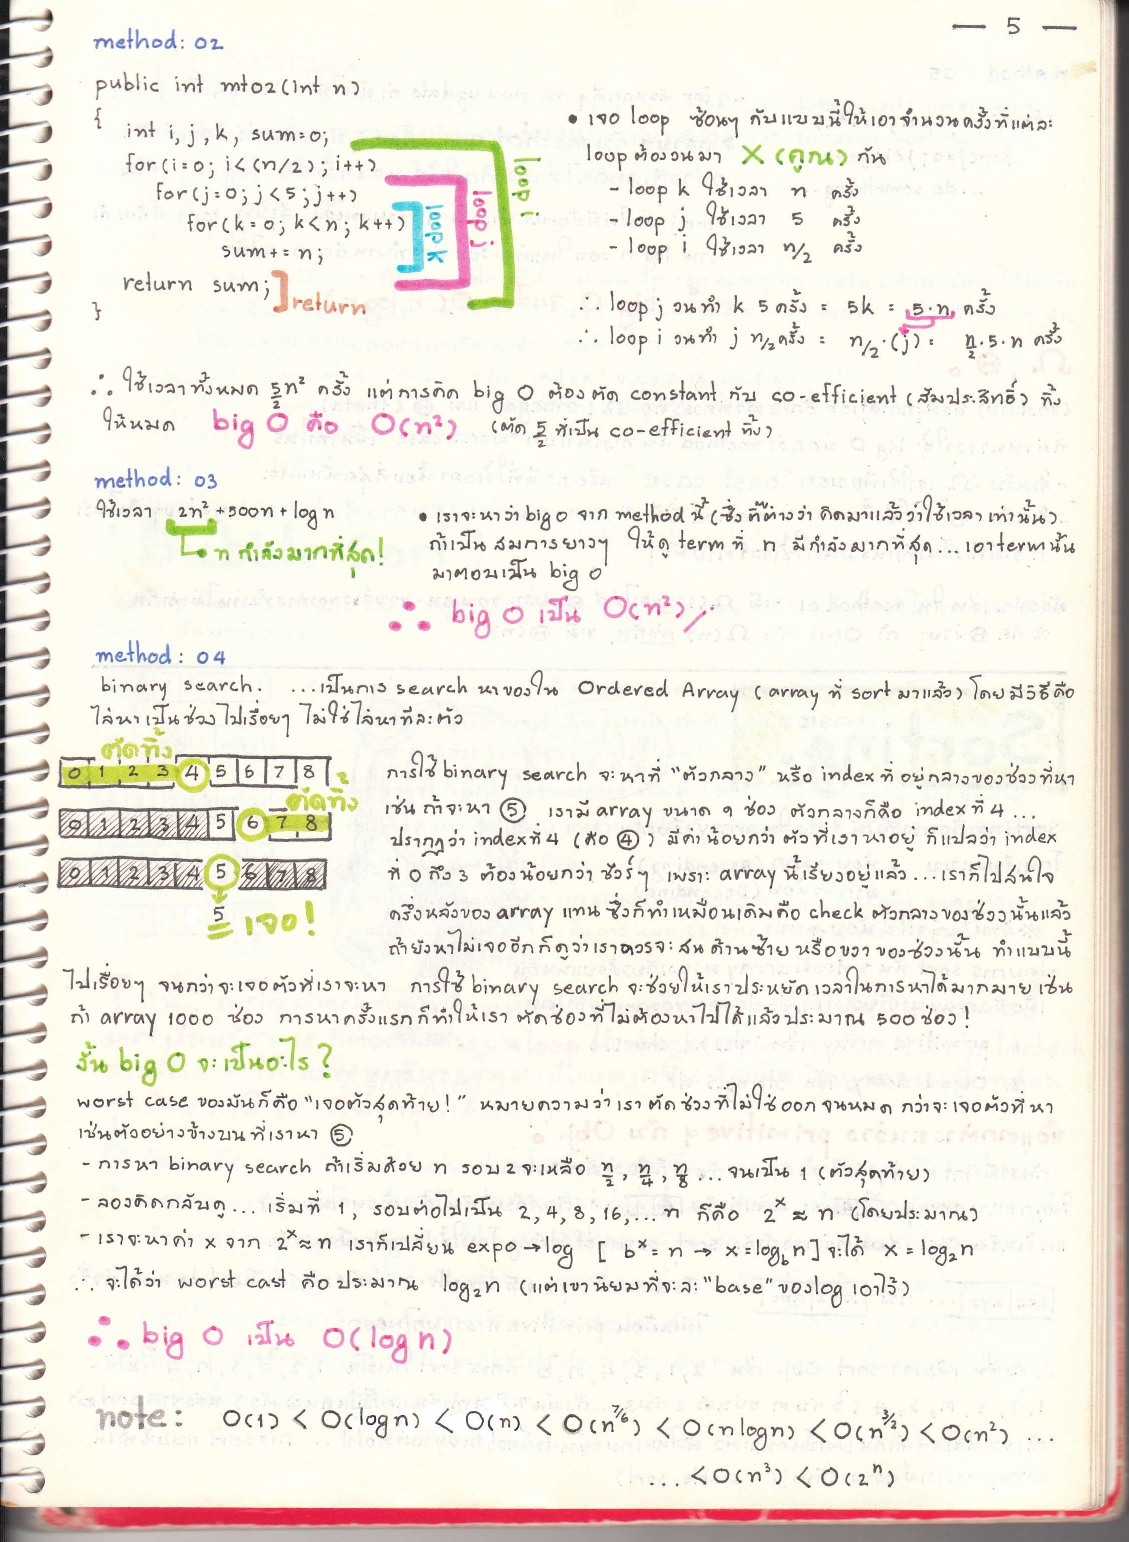 — 5 —
method: 02
public int mt02(int n)
{
int i,j,k, sum=0;
for(i=0; i<(n/2); i++)
for(j=0; j<5; j++)
for(k=0; k<n; k++)
sum+=n;
return sum;
}
return
loop k
loop j
loop i
• เจอ loop ซ้อนๆ กันแบบนี้ให้เอาจำนวนครั้งที่แต่ละ
loop ต้องวนมา X (คูณ) กัน
- loop k ใช้เวลา n ครั้ง
- loop j ใช้เวลา 5 ครั้ง
- loop i ใช้เวลา n/2 ครั้ง
∴ loop j วนทำ k 5 ครั้ง = 5k = 5·n ครั้ง
∴ loop i วนทำ j n/2 ครั้ง = n/2·(j) = n/2·5·n ครั้ง
∴ ใช้เวลาทั้งหมด 5/2n² ครั้ง แต่การคิด big O ต้องตัด constant กับ co-efficient (สัมประสิทธิ์) ทิ้ง
ให้หมด big O คือ O(n²) (ตัด 5/2 ที่เป็น co-efficient ทิ้ง)
method: 03
ใช้เวลา 2n²+500n+log n
n กำลังมากที่สุด!
• เราจะหาว่า big O จาก method นี้ (ซึ่งตี๊ต่างว่าคิดมาแล้วว่าใช้เวลาเท่านั้น)
ถ้าเป็นสมการยาวๆ ให้ดู term ที่ n มีกำลังมากที่สุด... เอา term นั้น
มาตอบเป็น big O
∴ big O เป็น O(n²)
method: 04
binary search. ...เป็นการ search หาของใน Ordered Array (array ที่ sort มาแล้ว) โดยมีวิธีคือ
ไล่หาเป็นช่วงไปเรื่อยๆ ไม่ใช่ไล่หาทีละตัว
ตัดทิ้ง
0 1 2 3 4 5 6 7 8
ตัดทิ้ง
0 1 2 3 4 5 6 7 8
0 1 2 3 4 5 6 7 8
5 เจอ!
การใช้ binary search จะหาที่ "ตัวกลาง" หรือ index ที่อยู่กลางของช่วงที่หา
เช่น ถ้าจะหา ⑤ เรามี array ขนาด 9 ช่อง ตัวกลางก็คือ index ที่ 4 ...
ปรากฏว่า index ที่ 4 (คือ ④) มีค่าน้อยกว่า ตัวที่เราหาอยู่ ก็แปลว่า index
ที่ 0 ถึง 3 ต้องน้อยกว่า ชัวร์ๆ เพราะ array นี้เรียงอยู่แล้ว... เราก็ไปสนใจ
ครึ่งหลังของ array แทน ซึ่งก็ทำเหมือนเดิมคือ check ตัวกลางของช่วงนั้นแล้ว
ถ้ายังหาไม่เจออีกก็ดูว่าเราควรจะสนด้านซ้ายหรือขวาของช่วงนั้น ทำแบบนี้
ไปเรื่อยๆ จนกว่าจะเจอตัวที่เราจะหา การใช้ binary search จะช่วยให้เราประหยัดเวลาในการหาได้มากมาย เช่น
ถ้า array 1000 ช่อง การหาครั้งแรกก็ทำให้เรา ตัดช่องที่ไม่ต้องหาไปได้แล้วประมาณ 500 ช่อง!
งั้น big O จะเป็นอะไร?
worst case ของมันก็คือ "เจอตัวสุดท้าย!" หมายความว่าเราตัดช่วงที่ไม่ใช่ออกจนหมด กว่าจะเจอตัวที่หา
เช่นตัวอย่างข้างบนที่เราหา ⑤
- การหา binary search ถ้าเริ่มด้วย n รอบ 2 จะเหลือ n/2, n/4, n/8 ... จนเป็น 1 (ตัวสุดท้าย)
- ลองคิดกลับดู... เริ่มที่ 1, รอบต่อไปเป็น 2,4,8,16,...n ก็คือ 2ˣ ≈ n (โดยประมาณ)
- เราจะหาค่า x จาก 2ˣ≈n เราก็เปลี่ยน expo →log [ bˣ=n → x=log_b n ] จะได้ x = log₂n
∴ จะได้ว่า worst cast คือประมาณ log₂n (แต่เขานิยมที่จะละ "base" ของ log เอาไว้)
∴ big O เป็น O(log n)
note: O(1) < O(log n) < O(n) < O(n^7/6) < O(n log n) < O(n^3/2) < O(n²) ...
... < O(n³) < O(2ⁿ)